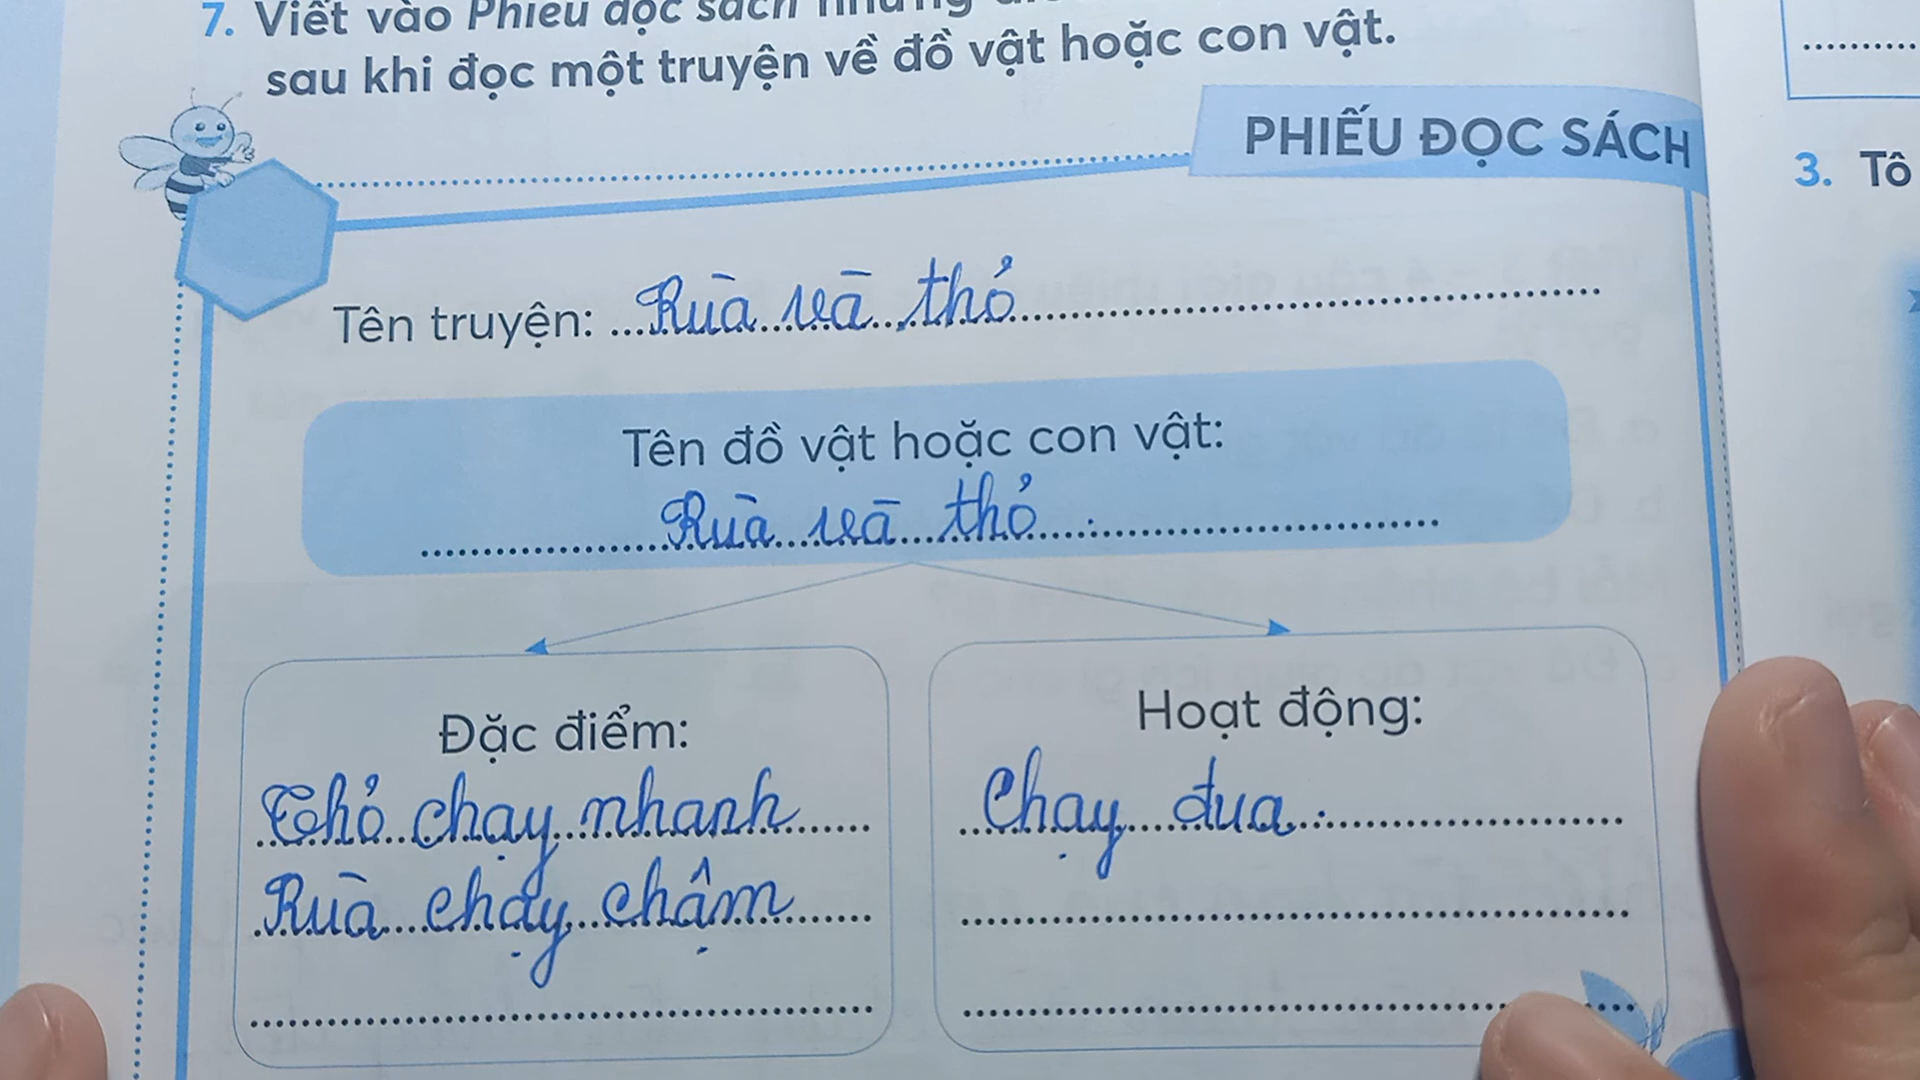 7. Viết vào Phiếu đọc sách những
sau khi đọc một truyện về đồ vật hoặc con vật.
PHIẾU ĐỌC SÁCH
3. Tô
Tên truyện: Rùa và thỏ
Tên đồ vật hoặc con vật:
Rùa và thỏ
Đặc điểm:
Thỏ chạy nhanh
Rùa chạy chậm
Hoạt động:
Chạy đua.